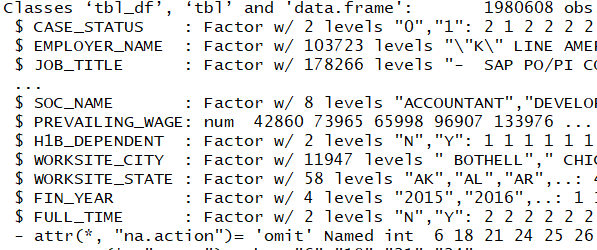 Classes ‘tbl_df’, ‘tbl’ and 'data.frame': 1980608 obs
$ CASE_STATUS : Factor w/ 2 levels "0","1": 2 1 2 2 2
$ EMPLOYER_NAME : Factor w/ 103723 levels "\"K\" LINE AMER
$ JOB_TITLE : Factor w/ 178266 levels "- SAP PO/PI CO
...
$ SOC_NAME : Factor w/ 8 levels "ACCOUNTANT","DEVELOP
$ PREVAILING_WAGE: num 42860 73965 65998 96907 133976 ...
$ H1B_DEPENDENT : Factor w/ 2 levels "N","Y": 1 1 1 1 1
$ WORKSITE_CITY : Factor w/ 11947 levels " BOTHELL"," CHIC
$ WORKSITE_STATE : Factor w/ 58 levels "AK","AL","AR",..: 4
$ FIN_YEAR : Factor w/ 4 levels "2015","2016",..: 1 1
$ FULL_TIME : Factor w/ 2 levels "N","Y": 2 2 2 2 2 2
- attr(*, "na.action")= 'omit' Named int 6 18 21 24 25 26